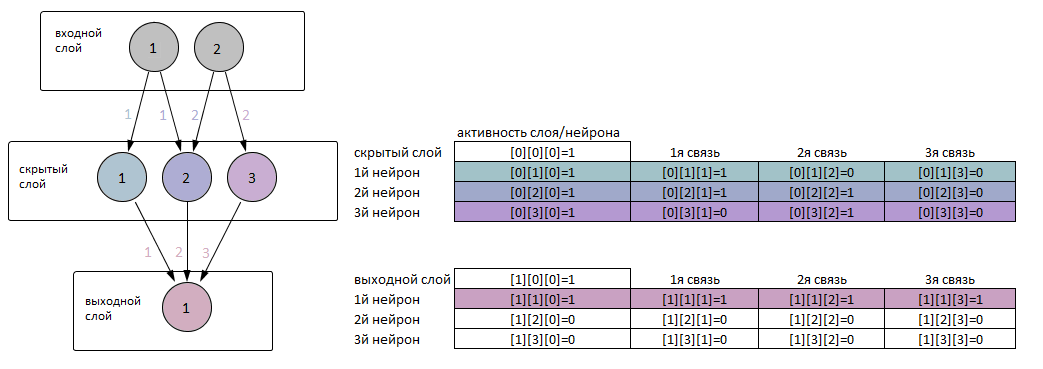 входной
слой
1
2
1
1
2
2
скрытый
слой
1
2
3
1
2
3
выходной
слой
1
активность слоя/нейрона
скрытый слой [0][0][0]=1 1я связь 2я связь 3я связь
1й нейрон [0][1][0]=1 [0][1][1]=1 [0][1][2]=0 [0][1][3]=0
2й нейрон [0][2][0]=1 [0][2][1]=1 [0][2][2]=1 [0][2][3]=0
3й нейрон [0][3][0]=1 [0][3][1]=0 [0][3][2]=1 [0][3][3]=0
выходной слой [1][0][0]=1 1я связь 2я связь 3я связь
1й нейрон [1][1][0]=1 [1][1][1]=1 [1][1][2]=1 [1][1][3]=1
2й нейрон [1][2][0]=0 [1][2][1]=0 [1][2][2]=0 [1][2][3]=0
3й нейрон [1][3][0]=0 [1][3][1]=0 [1][3][2]=0 [1][3][3]=0